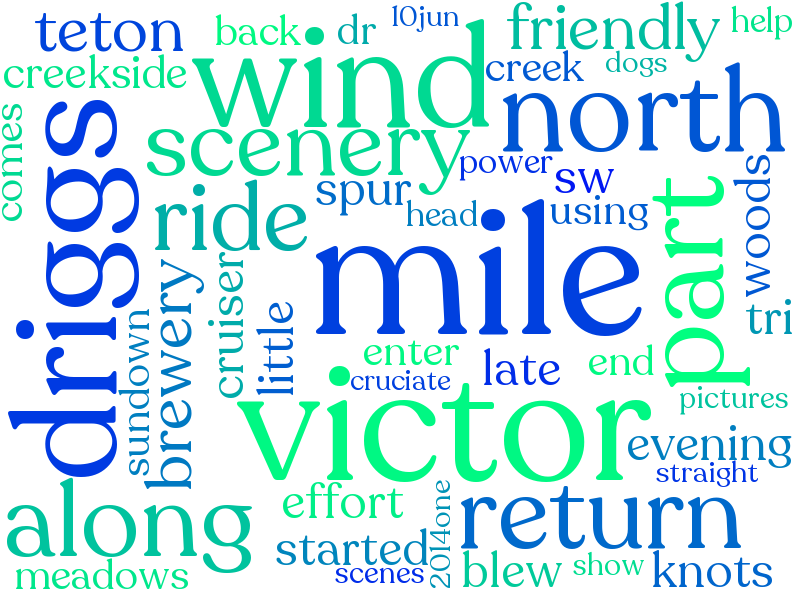 teton
back
dr
10jun
friendly
help
creekside
wind
creek
dogs
comes
scenery
north
driggs
ride
spur
power
sw
head
using
part
woods
mile
cruiser
brewery
little
sundown
tri
enter
cruciate
late
end
pictures
victor
evening
straight
along
effort
2014one
return
started
meadows
scenes
blew
show
knots